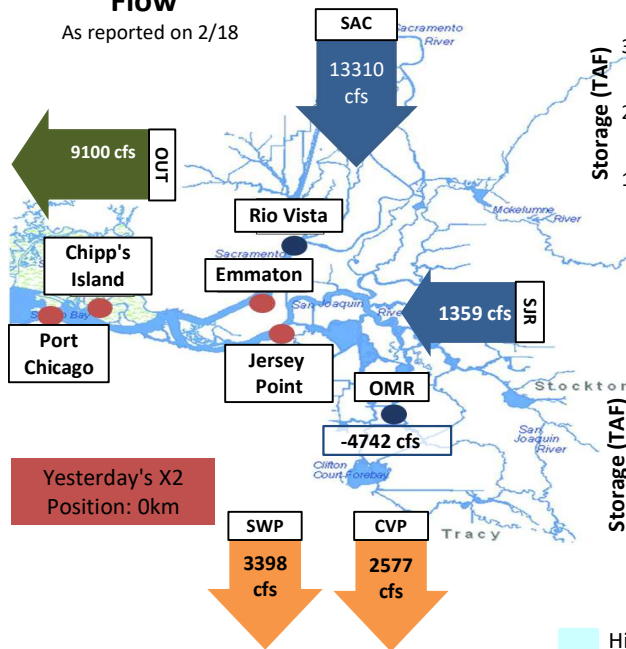 Flow
As reported on 2/18
SAC
Sacramento
River
13310
cfs
Storage (TAF)
3
2
1
9100 cfs
OUT
Mokelumne
River
Rio Vista
Chipp's
Island
Sacramento
Emmaton
San Joaquin
River
1359 cfs
SJR
Port
Chicago
Jersey
Point
OMR
Stockton
-4742 cfs
San
Joaquin
River
Storage (TAF)
Clifton
Court Forebay
Yesterday's X2
Position: 0km
SWP
CVP
Tracy
3398
cfs
2577
cfs
Hi